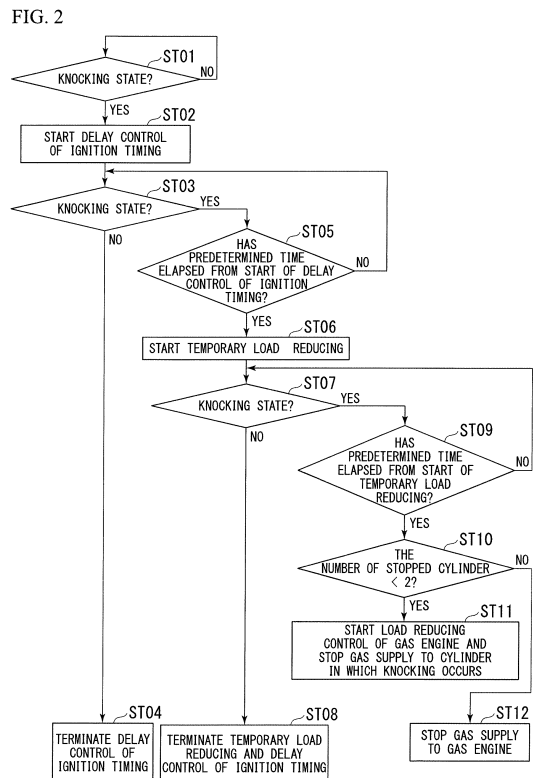 FIG. 2
ST01
KNOCKING STATE?
NO
YES
ST02
START DELAY CONTROL
OF IGNITION TIMING
ST03
KNOCKING STATE?
YES
NO
ST05
HAS
PREDETERMINED TIME
ELAPSED FROM START OF DELAY
CONTROL OF IGNITION
TIMING?
NO
YES
ST06
START TEMPORARY LOAD REDUCING
ST07
KNOCKING STATE?
YES
NO
ST09
HAS
PREDETERMINED TIME
ELAPSED FROM START OF
TEMPORARY LOAD
REDUCING?
NO
YES
ST10
THE
NUMBER OF STOPPED CYLINDER
< 2?
NO
YES
ST11
START LOAD REDUCING
CONTROL OF GAS ENGINE AND
STOP GAS SUPPLY TO CYLINDER
IN WHICH KNOCKING OCCURS
ST04
TERMINATE DELAY
CONTROL OF
IGNITION TIMING
ST08
TERMINATE TEMPORARY LOAD
REDUCING AND DELAY
CONTROL OF IGNITION TIMING
ST12
STOP GAS SUPPLY
TO GAS ENGINE